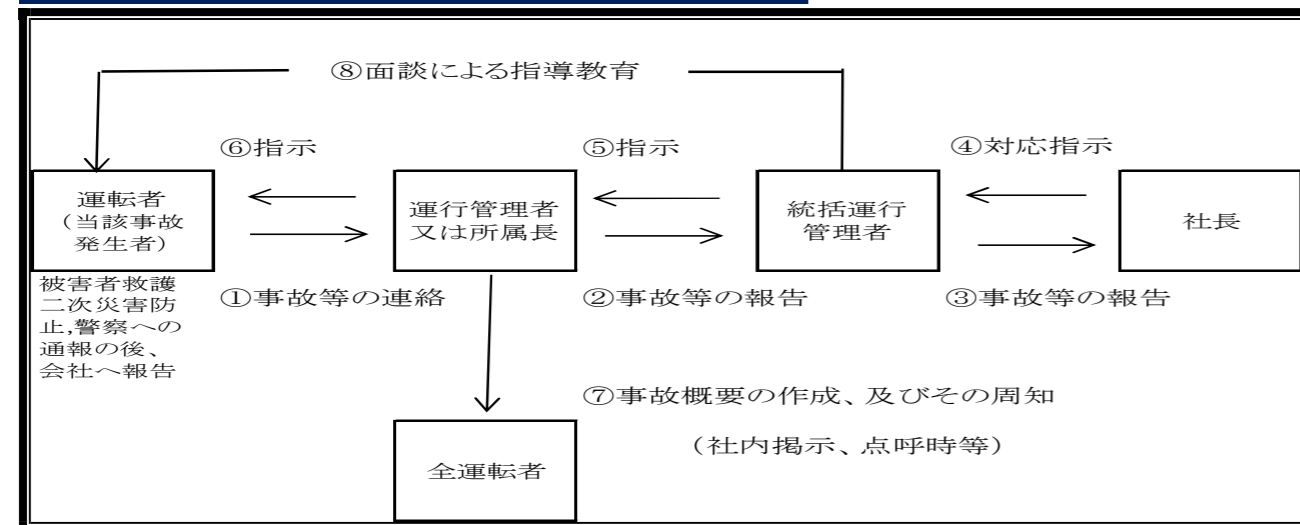 ⑧面談による指導教育
⑥指示
⑤指示
④対応指示
運転者
（当該事故
発生者）
運行管理者
又は所属長
統括運行
管理者
社長
被害者救護
二次災害防
止,警察への
通報の後、
会社へ報告
①事故等の連絡
②事故等の報告
③事故等の報告
⑦事故概要の作成、及びその周知
（社内掲示、点呼時等）
全運転者